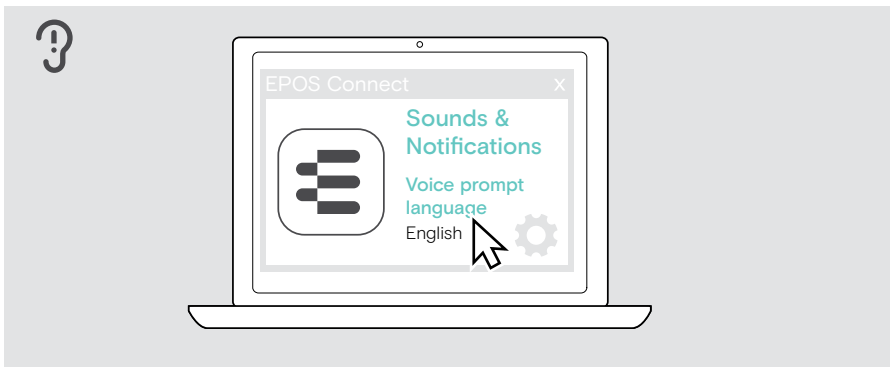 EPOS Connect x
Sounds &
Notifications
Voice prompt
language
English